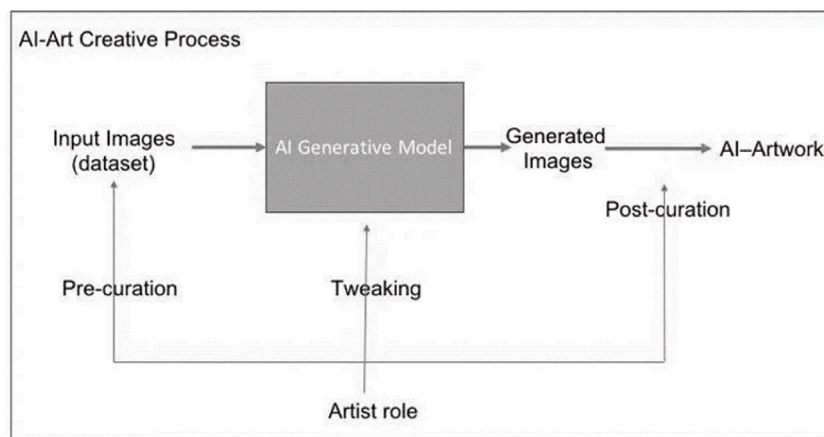 AI-Art Creative Process
Input Images
(dataset)
AI Generative Model
Generated
Images
AI–Artwork
Post-curation
Pre-curation
Tweaking
Artist role